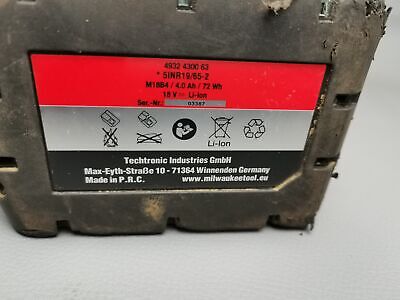 4932 4300 63
* 5INR19/65-2
M18B4 / 4.0 Ah / 72 Wh
18 V ⎓ Li-Ion
Ser.-Nr.: 03387
Li-Ion
Techtronic Industries GmbH
Max-Eyth-Straße 10 - 71364 Winnenden Germany
Made in P.R.C. www.milwaukeetool.eu